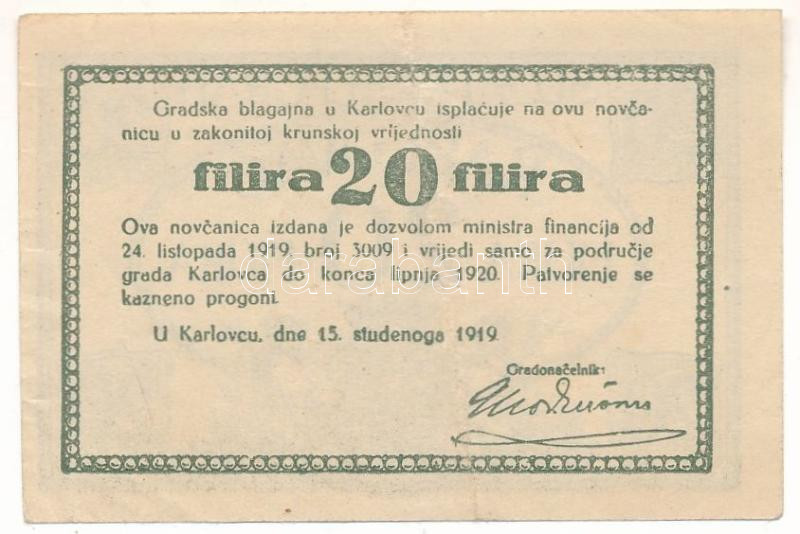 Gradska blagajna u Karlovcu isplaćuje na ovu novča-
nicu u zakonitoj krunskoj vrijednosti
filira 20 filira
Ova novčanica izdana je dozvolom ministra financija od
24. listopada 1919. broj 3009 i vrijedi samo za područje
grada Karlovca do konca lipnja 1920. Patvorenje se
kazneno progoni.
U Karlovcu, dne 15. studenoga 1919.
Gradonačelnik:
darabanth